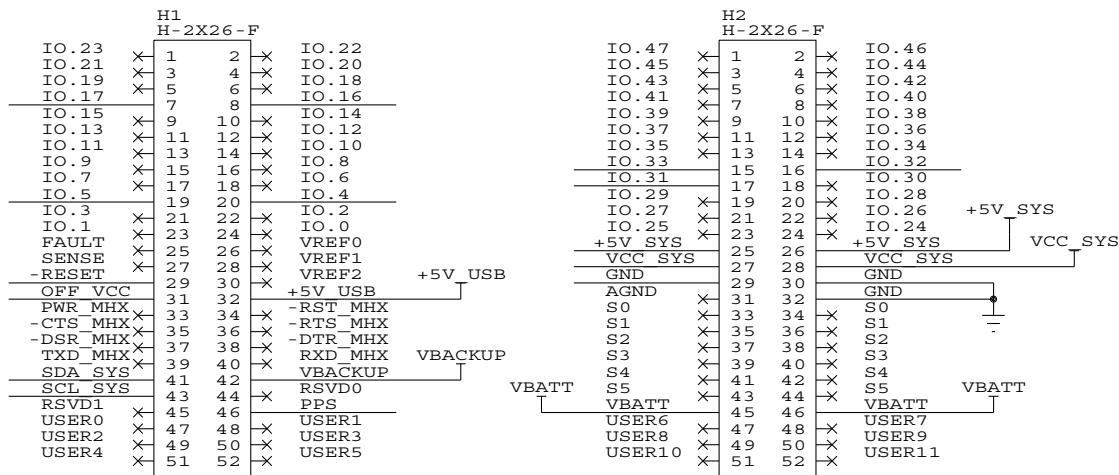 H1
H-2X26-F
IO.23 1 2 IO.22
IO.21 3 4 IO.20
IO.19 5 6 IO.18
IO.17 7 8 IO.16
IO.15 9 10 IO.14
IO.13 11 12 IO.12
IO.11 13 14 IO.10
IO.9 15 16 IO.8
IO.7 17 18 IO.6
IO.5 19 20 IO.4
IO.3 21 22 IO.2
IO.1 23 24 IO.0
FAULT 25 26 VREF0
SENSE 27 28 VREF1
-RESET 29 30 VREF2
+5V_USB
OFF_VCC 31 32 +5V_USB
PWR_MHX 33 34 -RST_MHX
-CTS_MHX 35 36 -RTS_MHX
-DSR_MHX 37 38 -DTR_MHX
TXD_MHX 39 40 RXD_MHX
VBACKUP
SDA_SYS 41 42 VBACKUP
SCL_SYS 43 44 RSVD0
RSVD1 45 46 PPS
USER0 47 48 USER1
USER2 49 50 USER3
USER4 51 52 USER5
H2
H-2X26-F
IO.47 1 2 IO.46
IO.45 3 4 IO.44
IO.43 5 6 IO.42
IO.41 7 8 IO.40
IO.39 9 10 IO.38
IO.37 11 12 IO.36
IO.35 13 14 IO.34
IO.33 15 16 IO.32
IO.31 17 18 IO.30
IO.29 19 20 IO.28
IO.27 21 22 IO.26
+5V_SYS
IO.25 23 24 IO.24
+5V_SYS 25 26 +5V_SYS
VCC_SYS
VCC_SYS 27 28 VCC_SYS
GND 29 30 GND
AGND 31 32 GND
S0 33 34 S0
S1 35 36 S1
S2 37 38 S2
S3 39 40 S3
S4 41 42 S4
S5 43 44 S5
VBATT VBATT
VBATT 45 46 VBATT
USER6 47 48 USER7
USER8 49 50 USER9
USER10 51 52 USER11